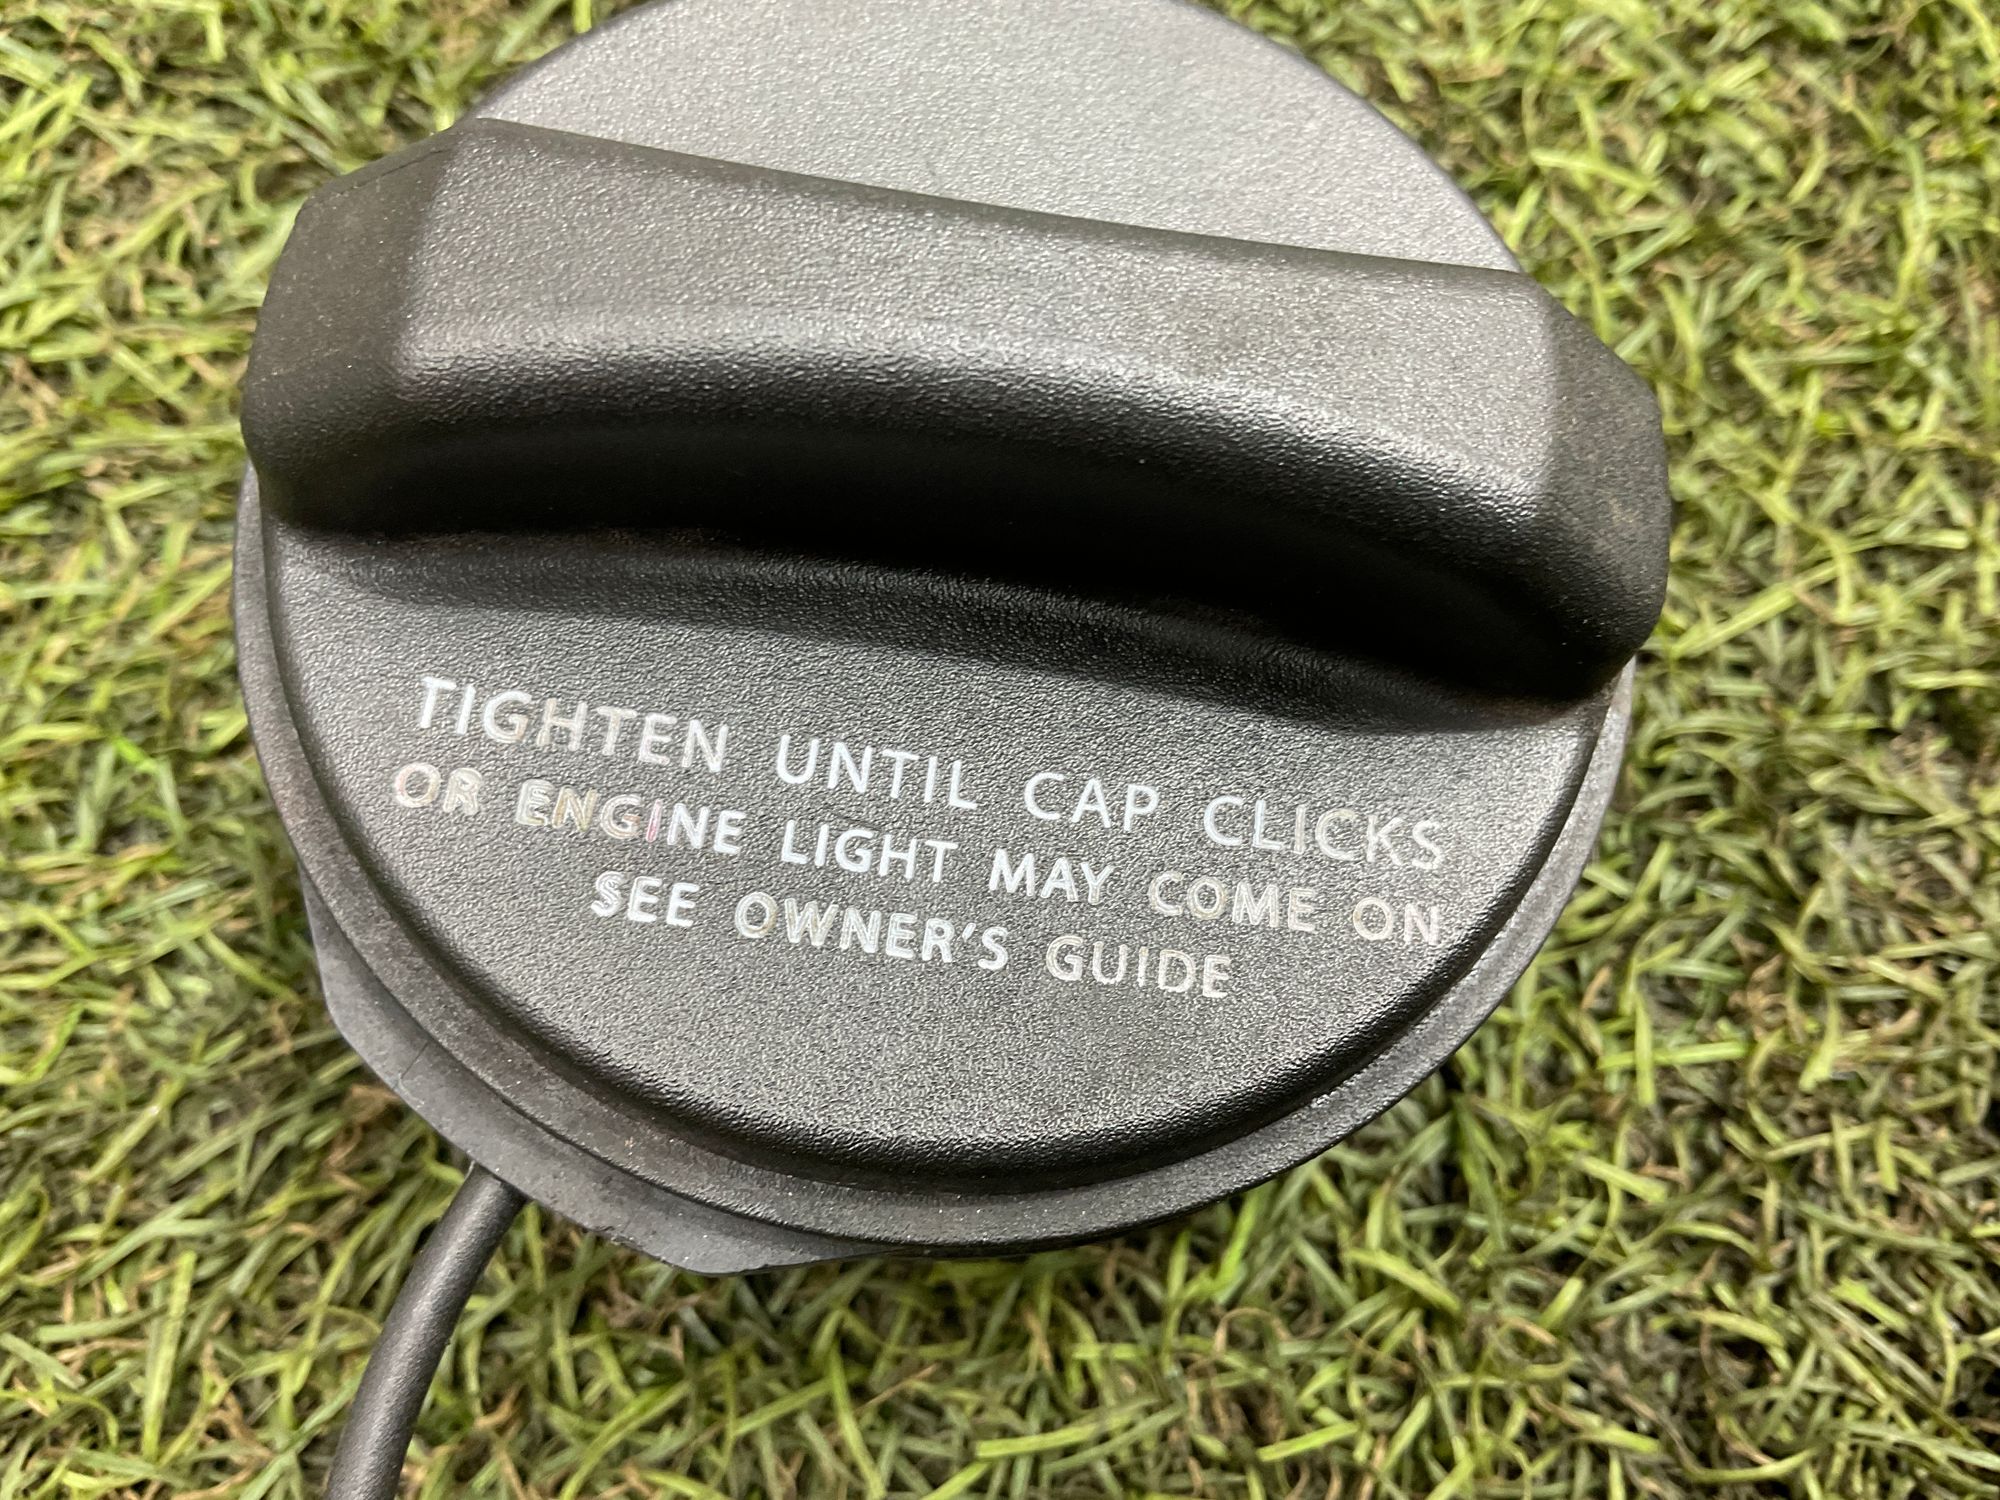 TIGHTEN UNTIL CAP CLICKS
OR ENGINE LIGHT MAY COME ON
SEE OWNER'S GUIDE